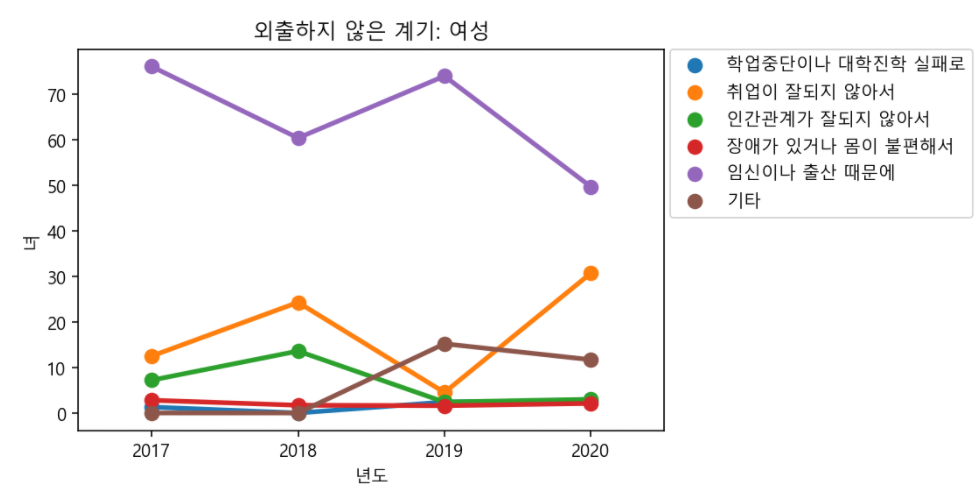 외출하지 않은 계기: 여성
학업중단이나 대학진학 실패로
취업이 잘되지 않아서
인간관계가 잘되지 않아서
장애가 있거나 몸이 불편해서
임신이나 출산 때문에
기타
70
60
50
40
30
20
10
0
녀
2017 2018 2019 2020
년도